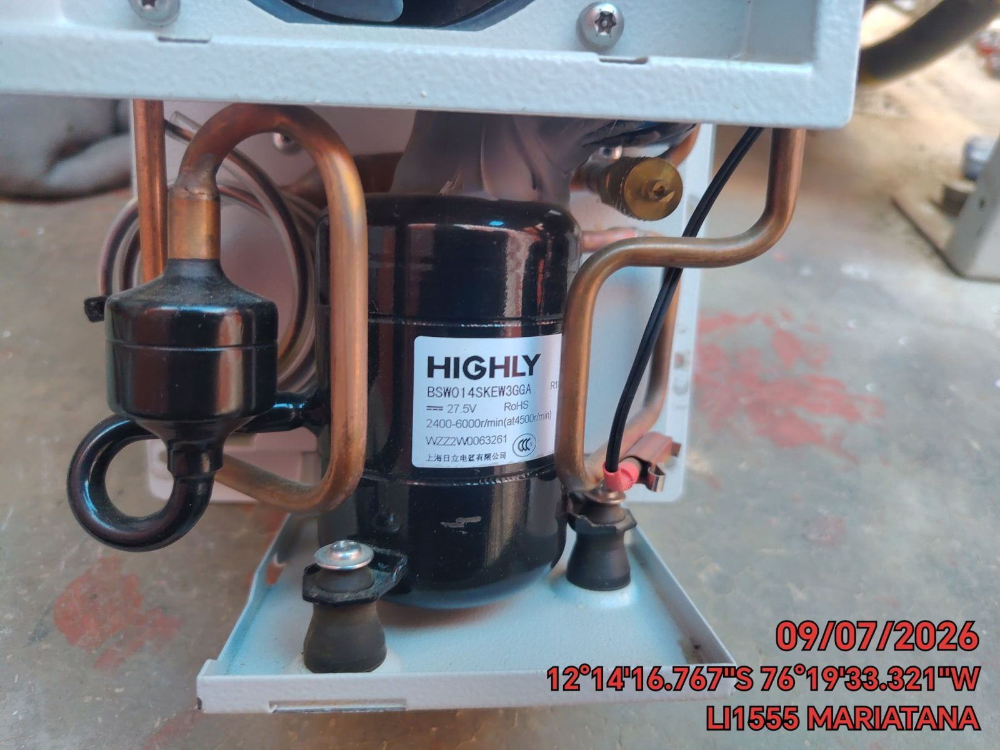 HIGHLY
BSW014SKEW3GGA
27.5V RoHS
2400-6000r/min(at4500r/min)
WZZ2W0063261
CCC S
上海日立电器有限公司
09/07/2026
12°14'16.767"S 76°19'33.321"W
LI1555 MARIATANA